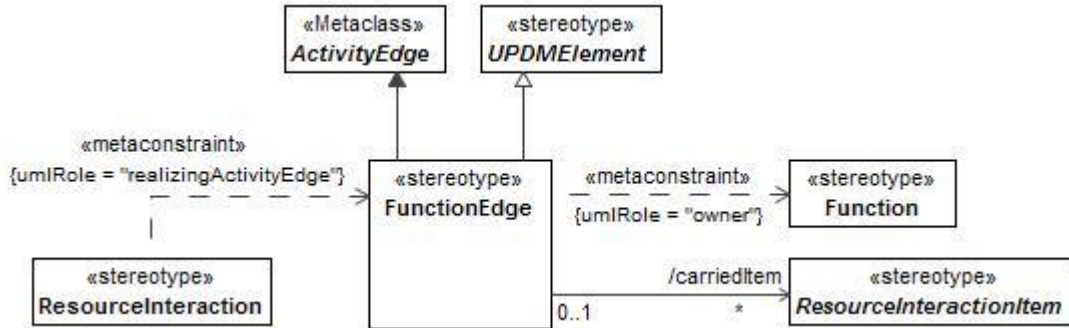 «Metaclass»
ActivityEdge
«stereotype»
UPDMElement
«metaconstraint»
{umlRole = "realizingActivityEdge"}
«stereotype»
FunctionEdge
«metaconstraint»
{umlRole = "owner"}
«stereotype»
Function
«stereotype»
ResourceInteraction
/carriedItem
0..1
*
«stereotype»
ResourceInteractionItem